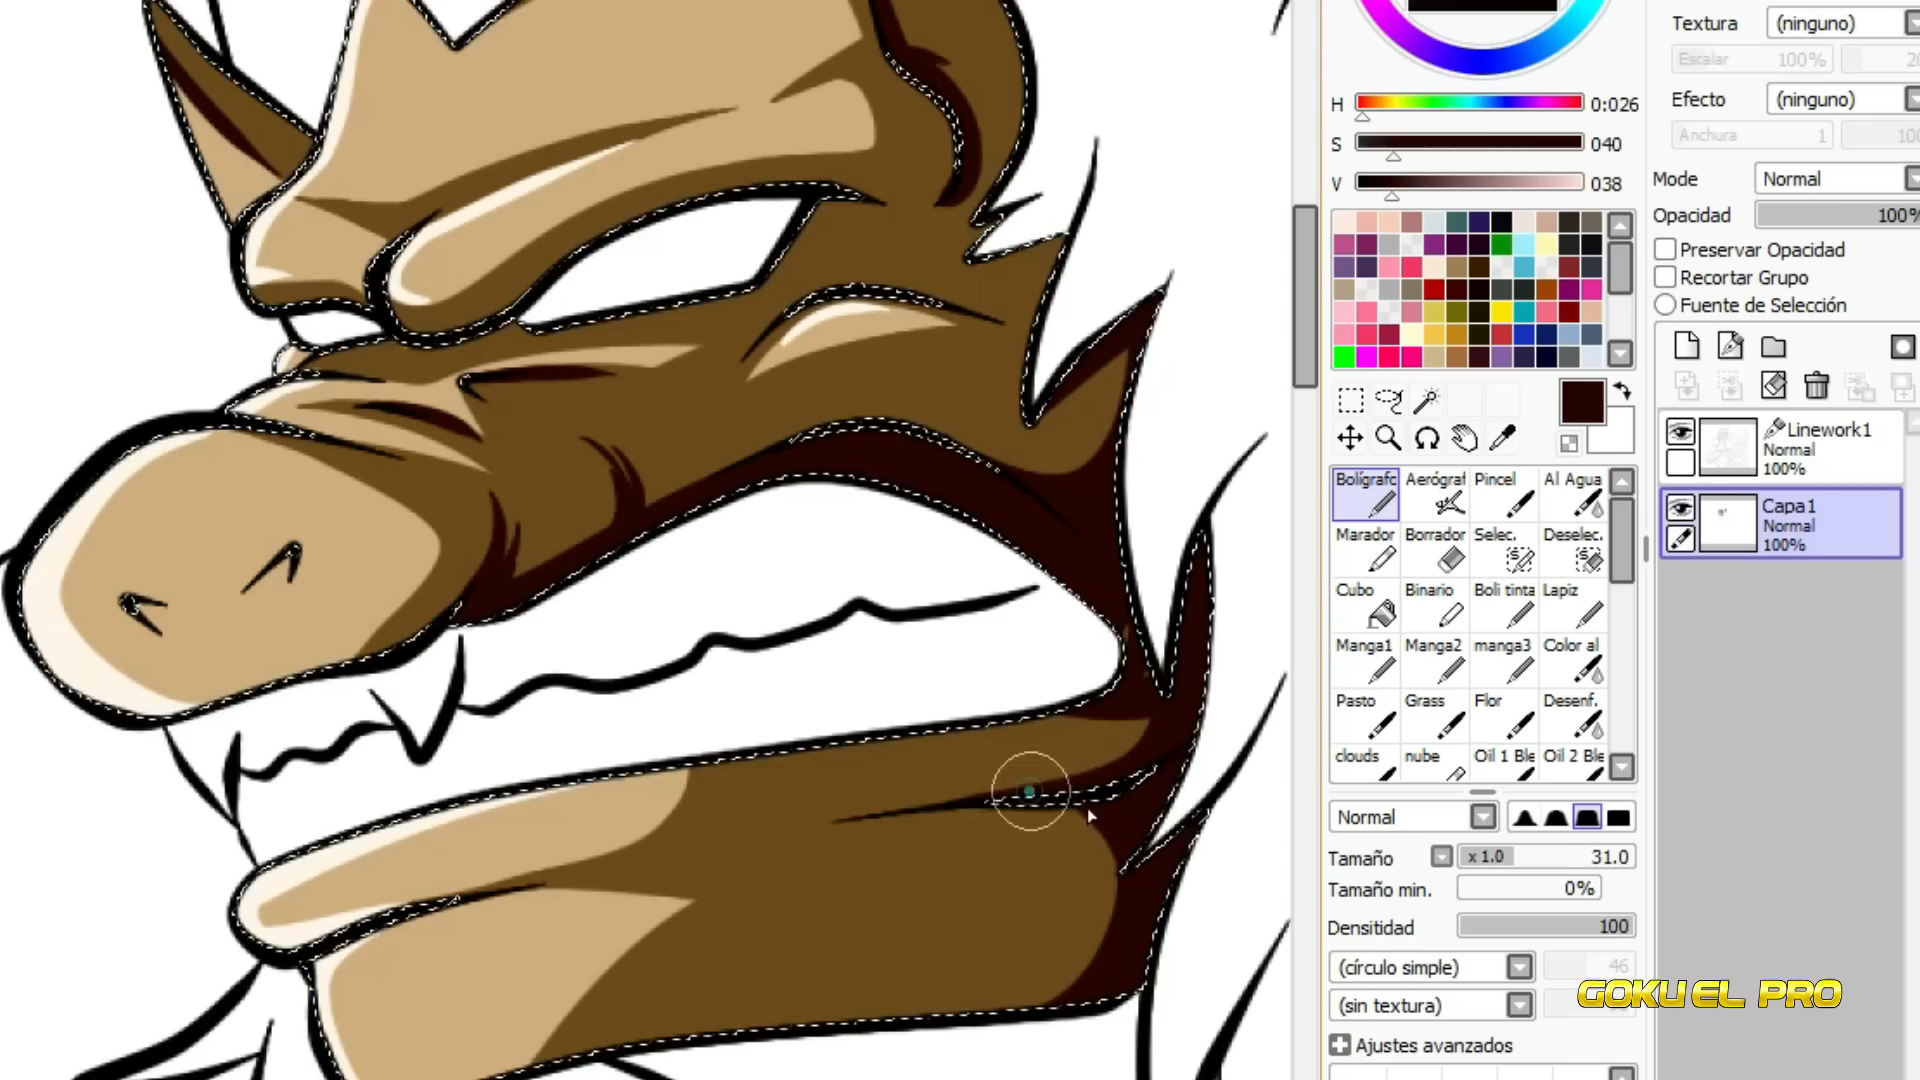 Textura (ninguno)
Escalar 100%
H 0:026
Efecto (ninguno)
Anchura 1
S 040
V 038
Mode Normal
Opacidad 100%
Preservar Opacidad
Recortar Grupo
Fuente de Selección
Linework1
Normal
100%
Capa1
Normal
100%
Bolígrafo Aerógraf Pincel Al Agua
Marador Borrador Selec. Deselec.
Cubo Binario Boli tinta Lapiz
Manga1 Manga2 manga3 Color al
Pasto Grass Flor Desenf.
clouds nube Oil 1 Ble Oil 2 Ble
Normal
Tamaño x 1.0 31.0
Tamaño min. 0%
Densitidad 100
(círculo simple) 46
(sin textura)
Ajustes avanzados
GOKU EL PRO